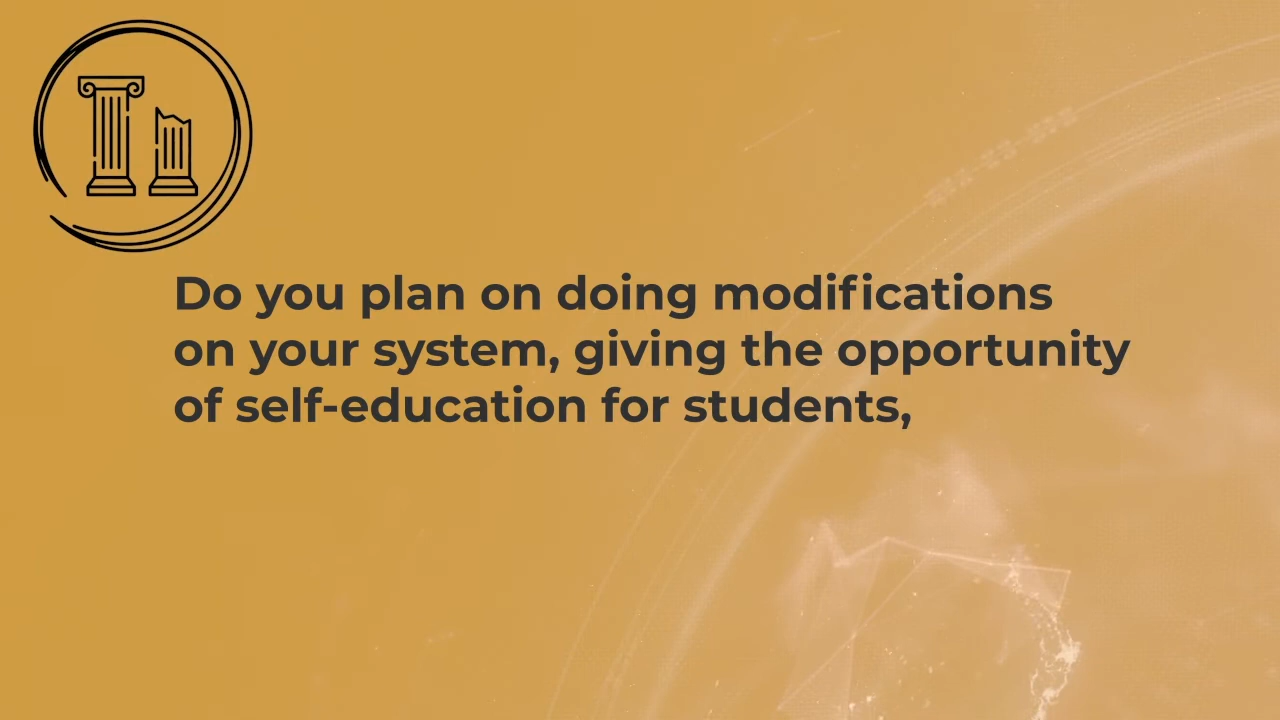 Do you plan on doing modifications
on your system, giving the opportunity
of self-education for students,